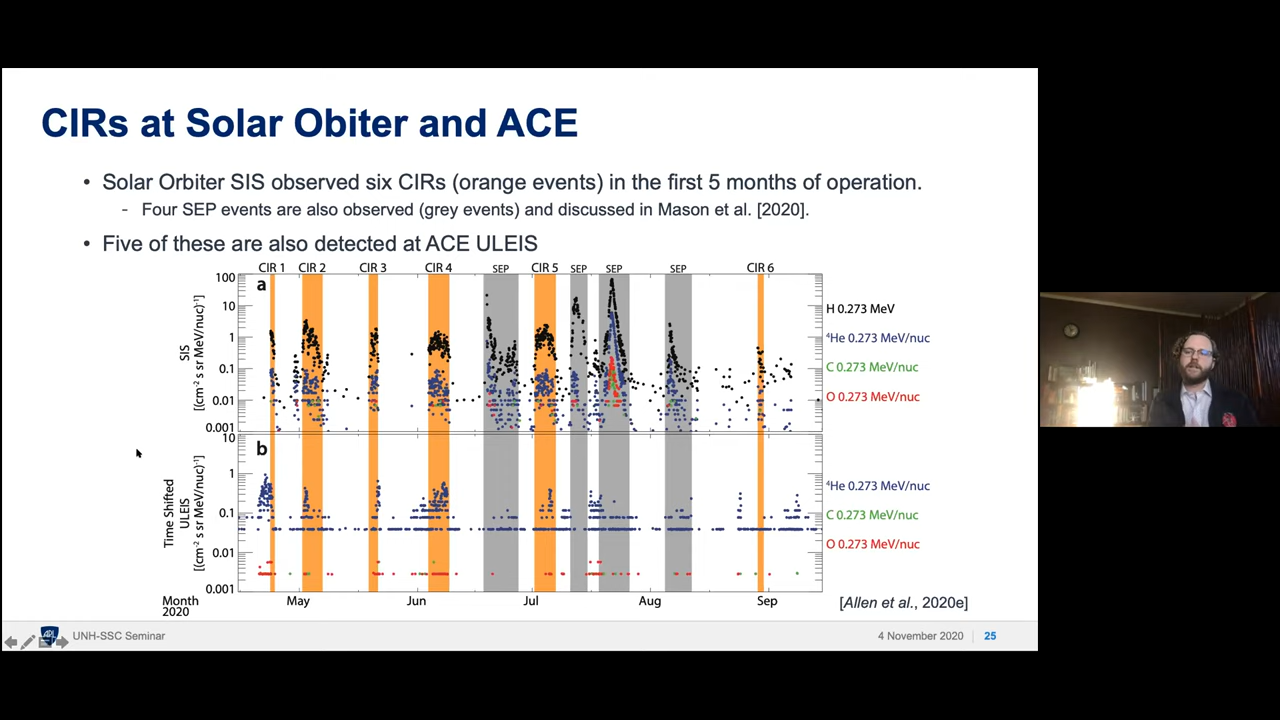 CIRs at Solar Obiter and ACE
• Solar Orbiter SIS observed six CIRs (orange events) in the first 5 months of operation.
- Four SEP events are also observed (grey events) and discussed in Mason et al. [2020].
• Five of these are also detected at ACE ULEIS
CIR 1 CIR 2 CIR 3 CIR 4 SEP CIR 5 SEP SEP SEP CIR 6
a
SIS
[(cm⁻² s sr MeV/nuc)⁻¹]
100
10
1
0.1
0.01
0.001
H 0.273 MeV
⁴He 0.273 MeV/nuc
C 0.273 MeV/nuc
O 0.273 MeV/nuc
b
Time Shifted
ULEIS
[(cm⁻² s sr MeV/nuc)⁻¹]
10
1
0.1
0.01
0.001
⁴He 0.273 MeV/nuc
C 0.273 MeV/nuc
O 0.273 MeV/nuc
Month
2020
May Jun Jul Aug Sep
[Allen et al., 2020e]
APL
UNH-SSC Seminar
4 November 2020
25